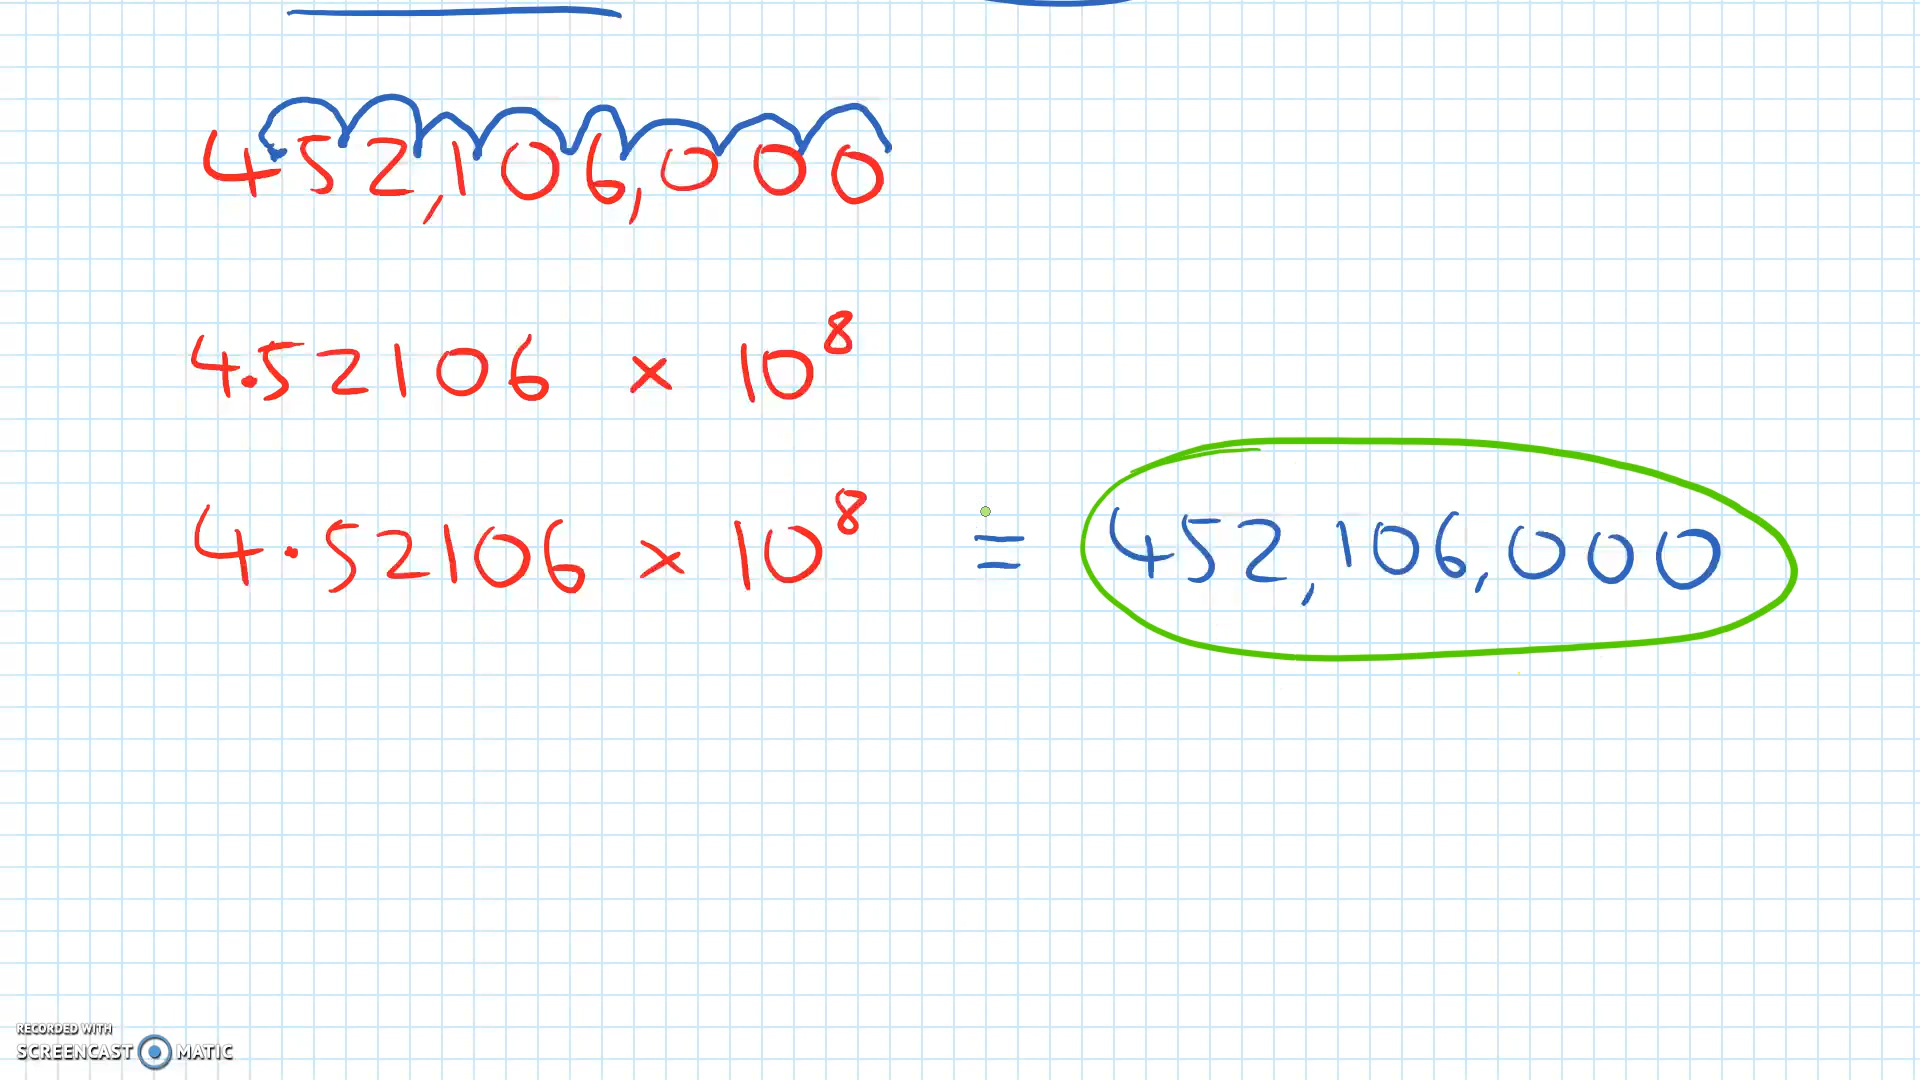 452,106,000
4.52106 × 10⁸
4.52106 × 10⁸ = 452,106,000
RECORDED WITH
SCREENCAST MATIC